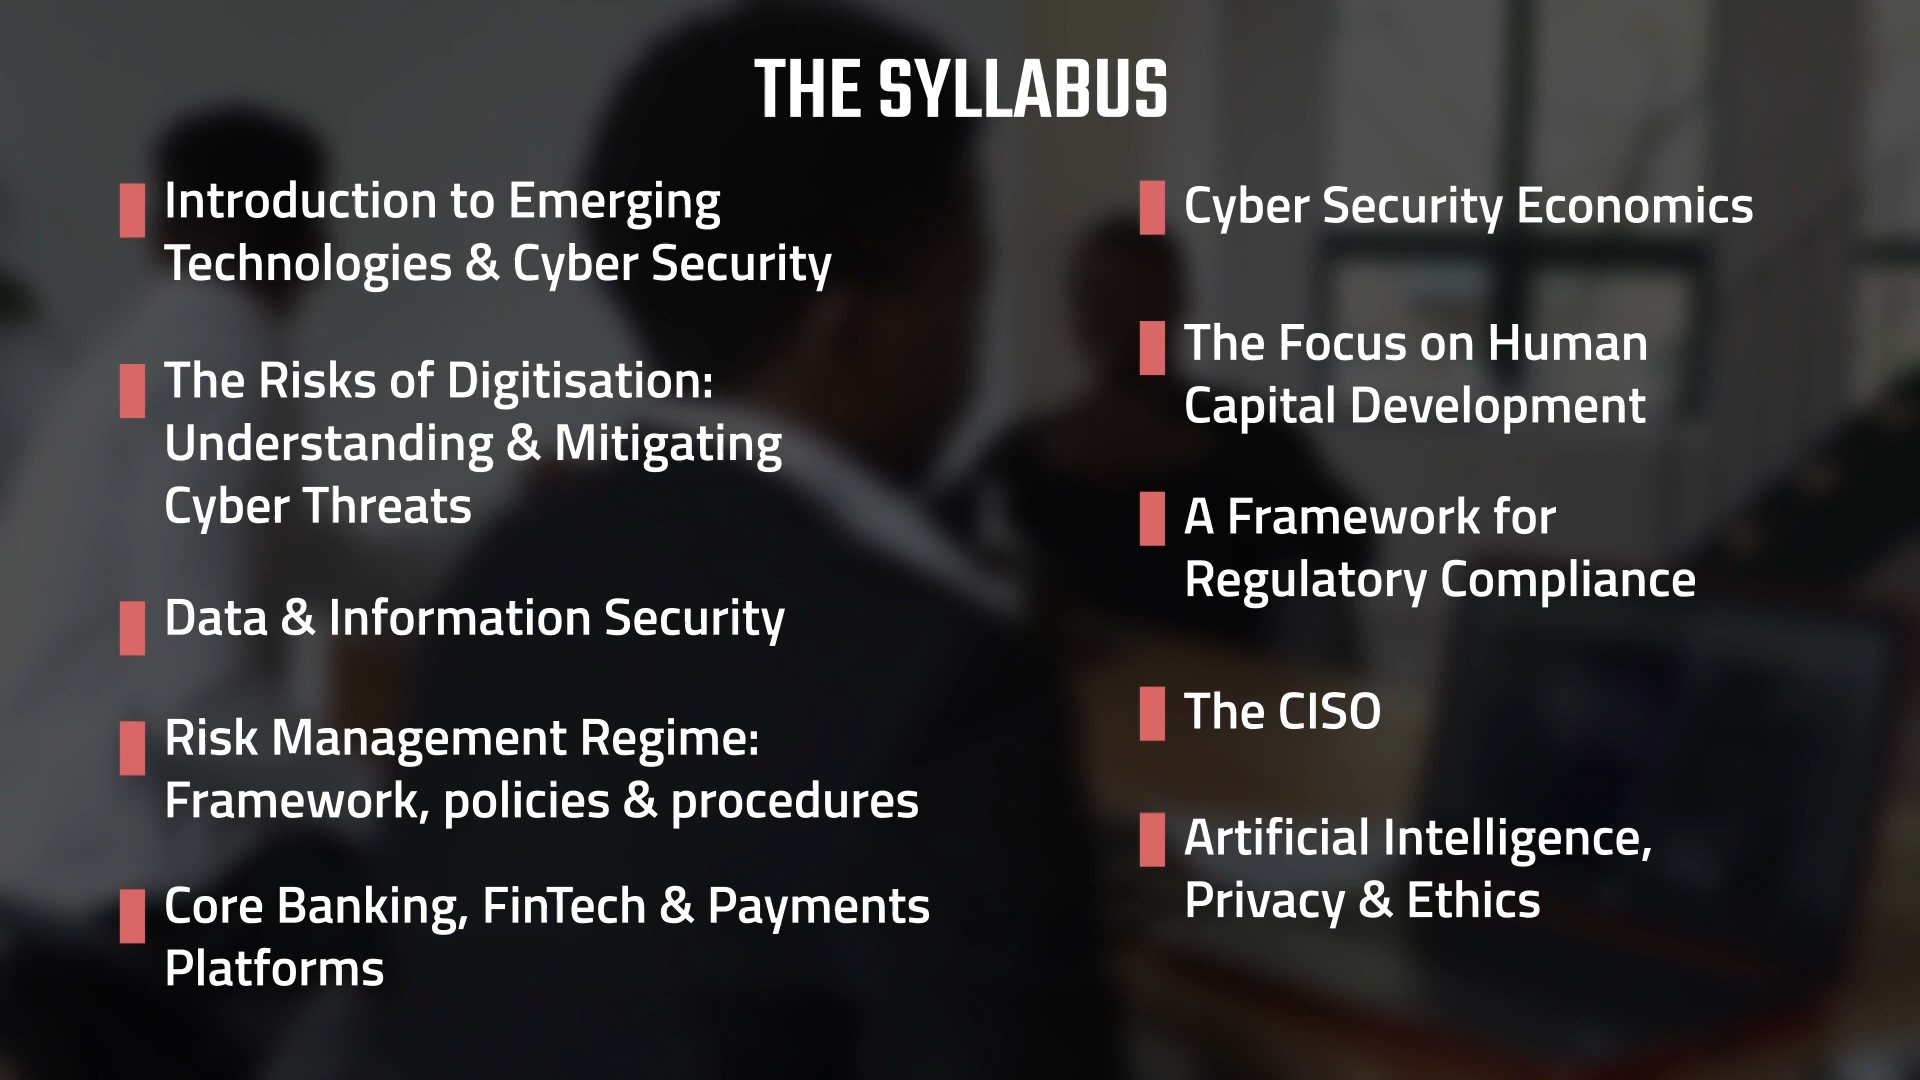 THE SYLLABUS
Introduction to Emerging
Technologies & Cyber Security
The Risks of Digitisation:
Understanding & Mitigating
Cyber Threats
Data & Information Security
Risk Management Regime:
Framework, policies & procedures
Core Banking, FinTech & Payments
Platforms
Cyber Security Economics
The Focus on Human
Capital Development
A Framework for
Regulatory Compliance
The CISO
Artificial Intelligence,
Privacy & Ethics